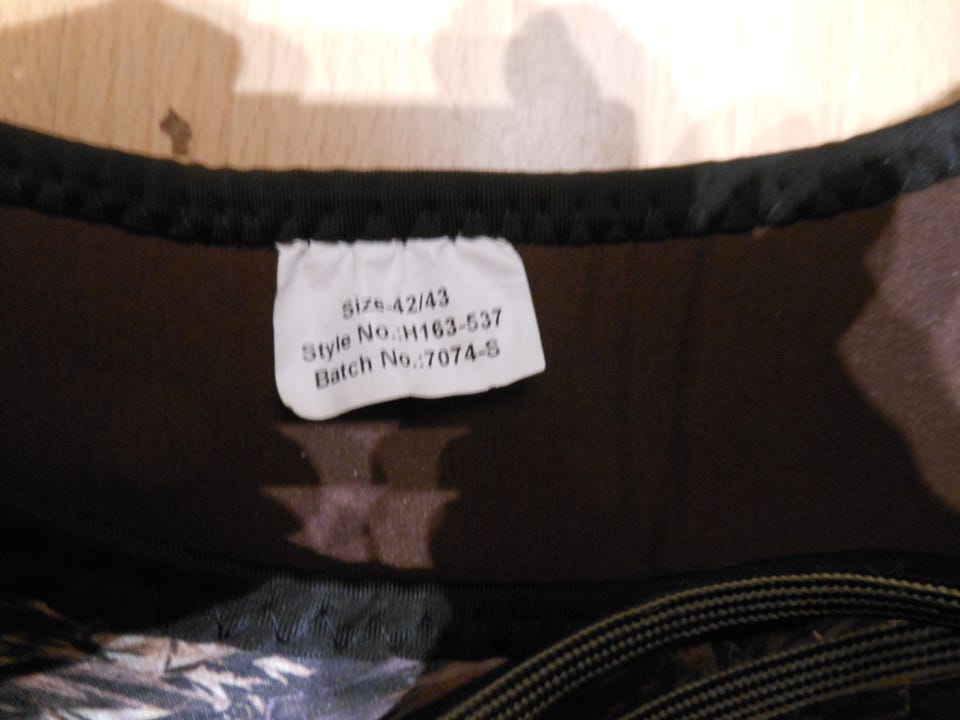 Size-42/43
Style No.:H163-537
Batch No.:7074-S